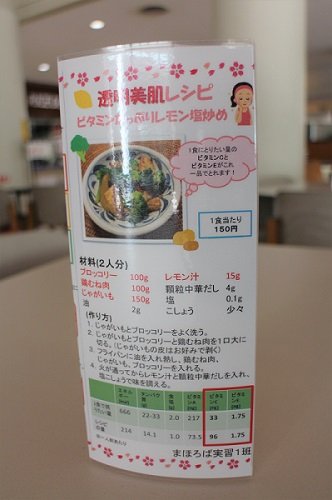 透明美肌レシピ
ビタミンたっぷりレモン塩炒め
1食にとりたい量の
ビタミンCと
ビタミンEがこれ
一品でとれます!
1食当たり
150円
材料(2人分)
ブロッコリー 100g レモン汁 15g
鶏むね肉 100g 顆粒中華だし 4g
じゃがいも 150g 塩 0.1g
油 2g こしょう 少々
(作り方)
1. じゃがいもとブロッコリーをよく洗う。
2. じゃがいもとブロッコリーと鶏むね肉を1口大に
切る。(じゃがいもの皮はお好みで剥く)
3. フライパンに油を入れ熱し、鶏むね肉、
じゃがいも、ブロッコリーを入れる。
4. 火が通ってからレモン汁と顆粒中華だしを入れ、
塩こしょうで味を調える。
666 22-33 2.0 217 33 1.75
214 14.1 1.0 73.5 96 1.75
まほろば実習1班